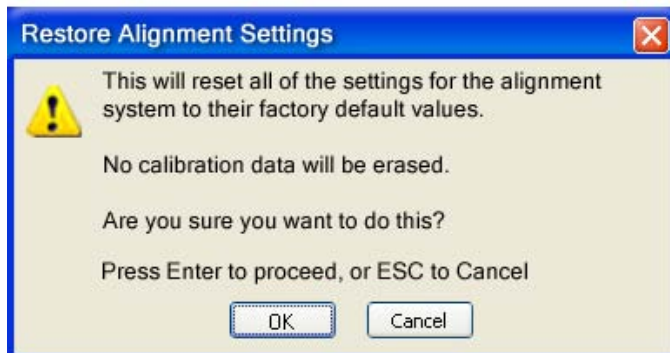 Restore Alignment Settings
This will reset all of the settings for the alignment
system to their factory default values.
No calibration data will be erased.
Are you sure you want to do this?
Press Enter to proceed, or ESC to Cancel
OK
Cancel